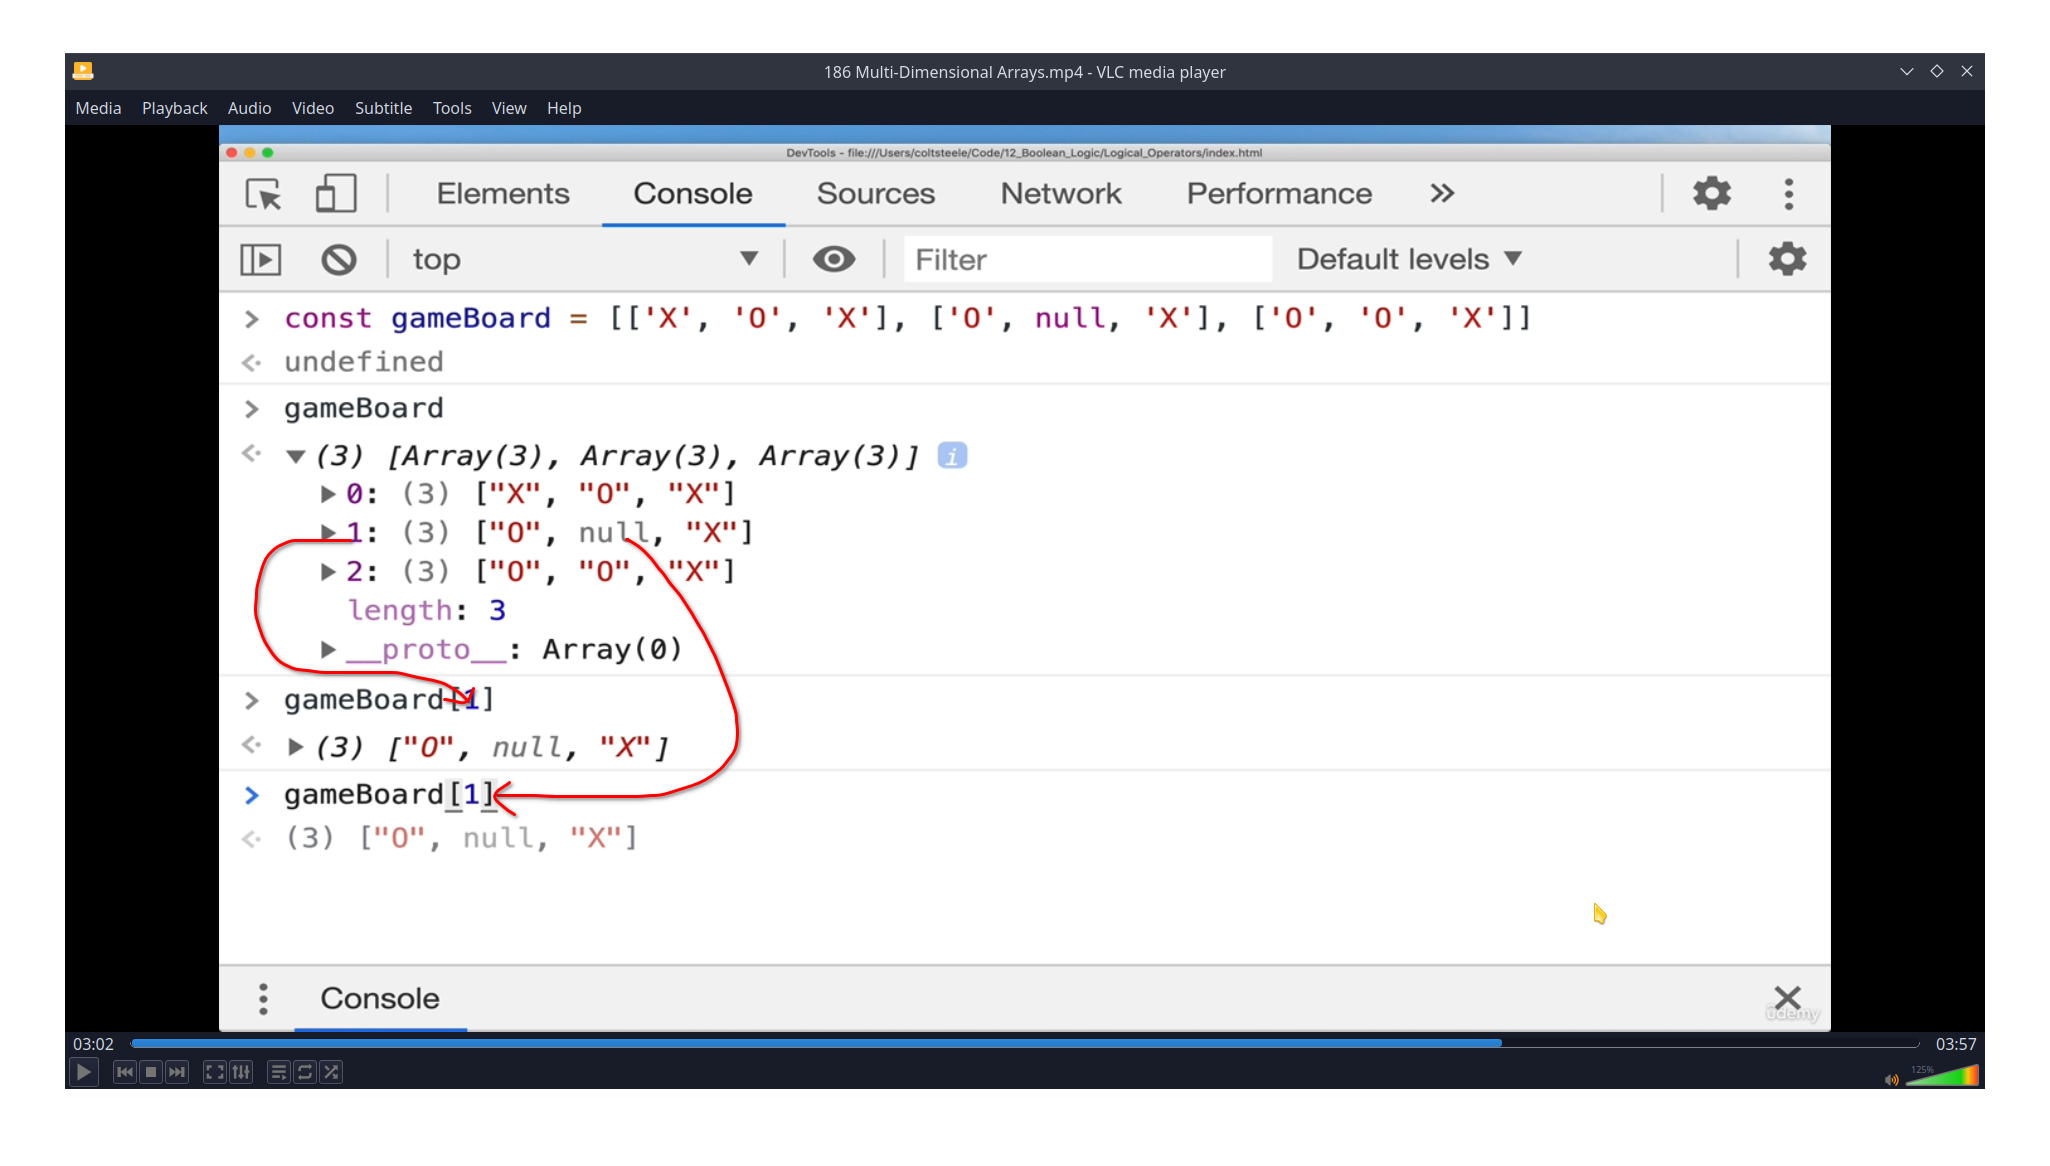 186 Multi-Dimensional Arrays.mp4 - VLC media player
Media Playback Audio Video Subtitle Tools View Help
DevTools - file:///Users/coltsteele/Code/12_Boolean_Logic/Logical_Operators/index.html
Elements Console Sources Network Performance »
top ▼ Filter Default levels ▼
> const gameBoard = [['X', 'O', 'X'], ['O', null, 'X'], ['O', 'O', 'X']]
undefined
> gameBoard
▼ (3) [Array(3), Array(3), Array(3)] i
▶ 0: (3) ["X", "O", "X"]
▶ 1: (3) ["O", null, "X"]
▶ 2: (3) ["O", "O", "X"]
length: 3
▶ __proto__: Array(0)
> gameBoard[1]
▶ (3) ["O", null, "X"]
> gameBoard[1]
(3) ["O", null, "X"]
Console
udemy
03:02 03:57
125%